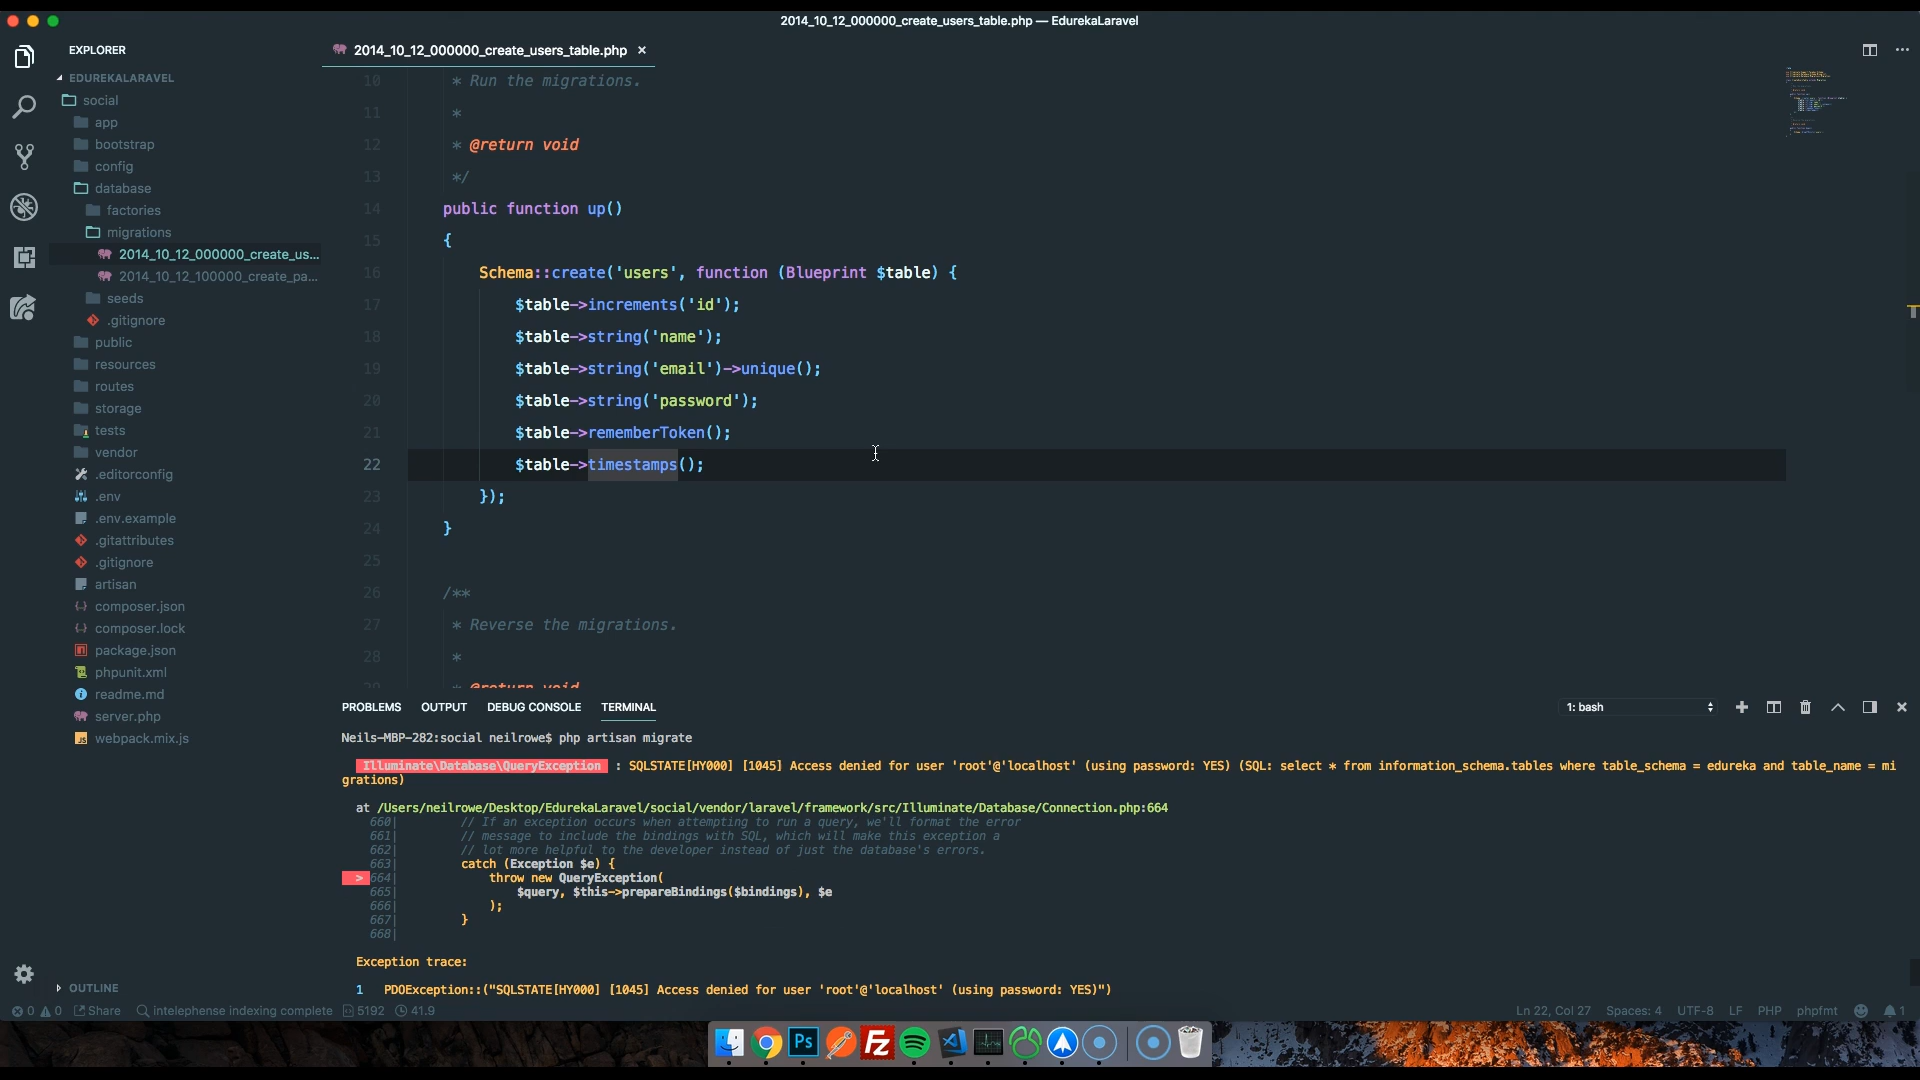 2014_10_12_000000_create_users_table.php — EdurekaLaravel
EXPLORER
EDUREKALARAVEL
social
app
bootstrap
config
database
factories
migrations
2014_10_12_000000_create_us...
2014_10_12_100000_create_pa...
seeds
.gitignore
public
resources
routes
storage
tests
vendor
.editorconfig
.env
.env.example
.gitattributes
.gitignore
artisan
composer.json
composer.lock
package.json
phpunit.xml
readme.md
server.php
webpack.mix.js
OUTLINE
2014_10_12_000000_create_users_table.php ×
10 * Run the migrations.
11 *
12 * @return void
13 */
14 public function up()
15 {
16 Schema::create('users', function (Blueprint $table) {
17 $table->increments('id');
18 $table->string('name');
19 $table->string('email')->unique();
20 $table->string('password');
21 $table->rememberToken();
22 $table->timestamps();
23 });
24 }
25
26 /**
27 * Reverse the migrations.
28 *
29 * @return void
PROBLEMS OUTPUT DEBUG CONSOLE TERMINAL 1: bash
Neils-MBP-282:social neilrowe$ php artisan migrate
Illuminate\Database\QueryException : SQLSTATE[HY000] [1045] Access denied for user 'root'@'localhost' (using password: YES) (SQL: select * from information_schema.tables where table_schema = edureka and table_name = mi
grations)
at /Users/neilrowe/Desktop/EdurekaLaravel/social/vendor/laravel/framework/src/Illuminate/Database/Connection.php:664
660| // If an exception occurs when attempting to run a query, we'll format the error
661| // message to include the bindings with SQL, which will make this exception a
662| // lot more helpful to the developer instead of just the database's errors.
663| catch (Exception $e) {
> 664| throw new QueryException(
665| $query, $this->prepareBindings($bindings), $e
666| );
667| }
668|
Exception trace:
1 PDOException::("SQLSTATE[HY000] [1045] Access denied for user 'root'@'localhost' (using password: YES)")
0 0 Share intelephense indexing complete 5192 41.9 Ln 22, Col 27 Spaces: 4 UTF-8 LF PHP phpfmt 1
Ps
Fz